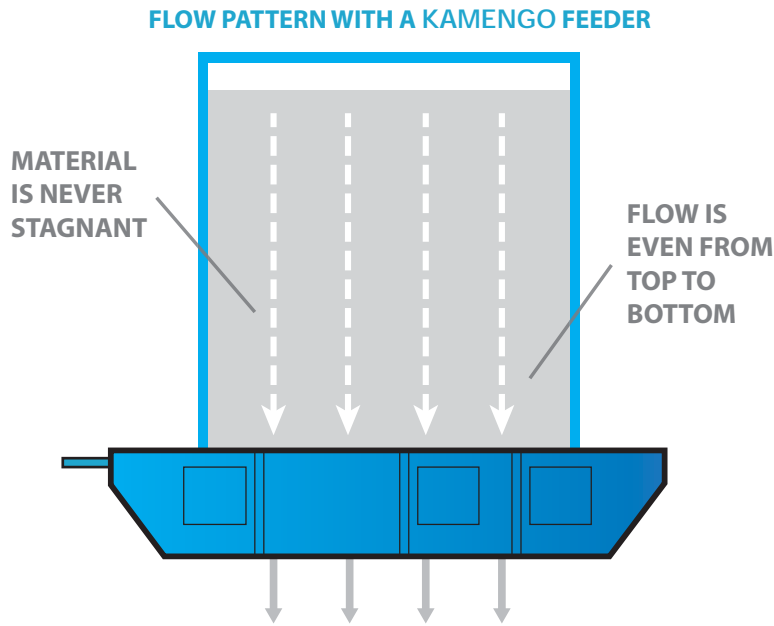 FLOW PATTERN WITH A KAMENGO FEEDER
MATERIAL
IS NEVER
STAGNANT
FLOW IS
EVEN FROM
TOP TO
BOTTOM